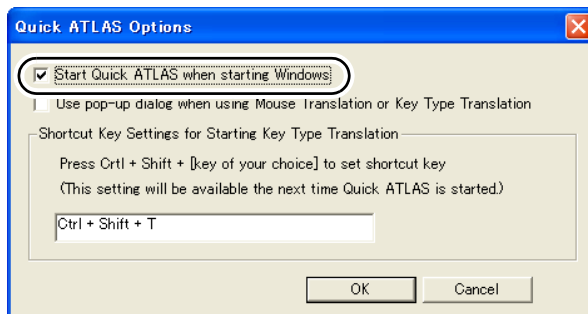 Quick ATLAS Options
Start Quick ATLAS when starting Windows
Use pop-up dialog when using Mouse Translation or Key Type Translation
Shortcut Key Settings for Starting Key Type Translation
Press Crtl + Shift + [key of your choice] to set shortcut key
(This setting will be available the next time Quick ATLAS is started.)
Ctrl + Shift + T
OK Cancel